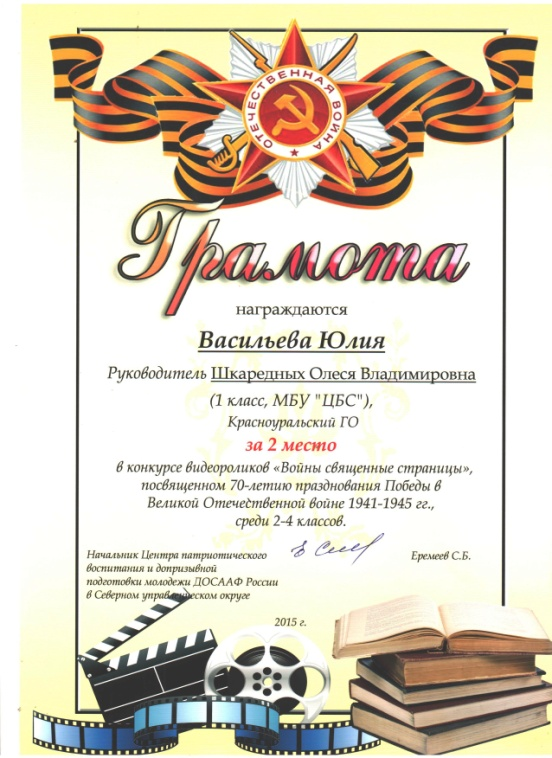 ОТЕЧЕСТВЕННАЯ ВОЙНА
Грамота
награждаются
Васильева Юлия
Руководитель Шкаредных Олеся Владимировна
(1 класс, МБУ "ЦБС"),
Красноуральский ГО
за 2 место
в конкурсе видеороликов «Войны священные страницы»,
посвященном 70-летию празднования Победы в
Великой Отечественной войне 1941-1945 гг.,
среди 2-4 классов.
Начальник Центра патриотического
воспитания и допризывной
подготовки молодежи ДОСААФ России
в Северном управленческом округе
Еремеев С.Б.
2015 г.